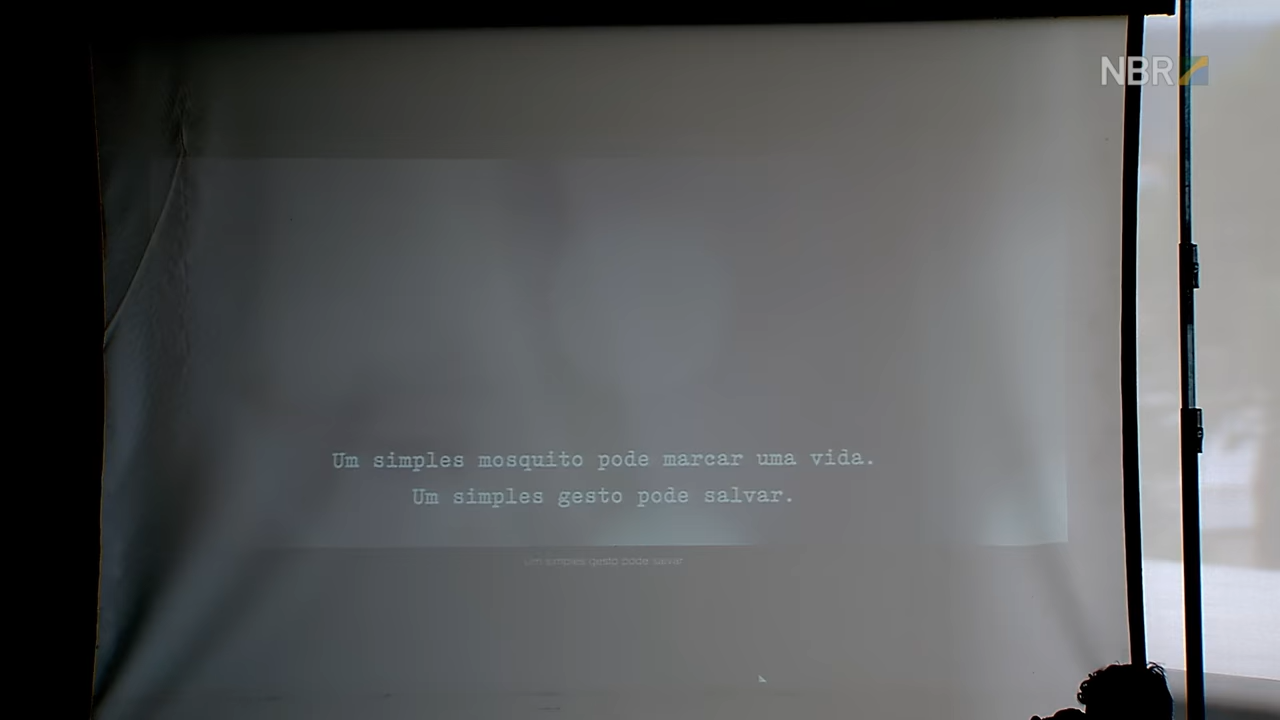 NBR
Um simples mosquito pode marcar uma vida.
Um simples gesto pode salvar.
Um simples gesto pode salvar